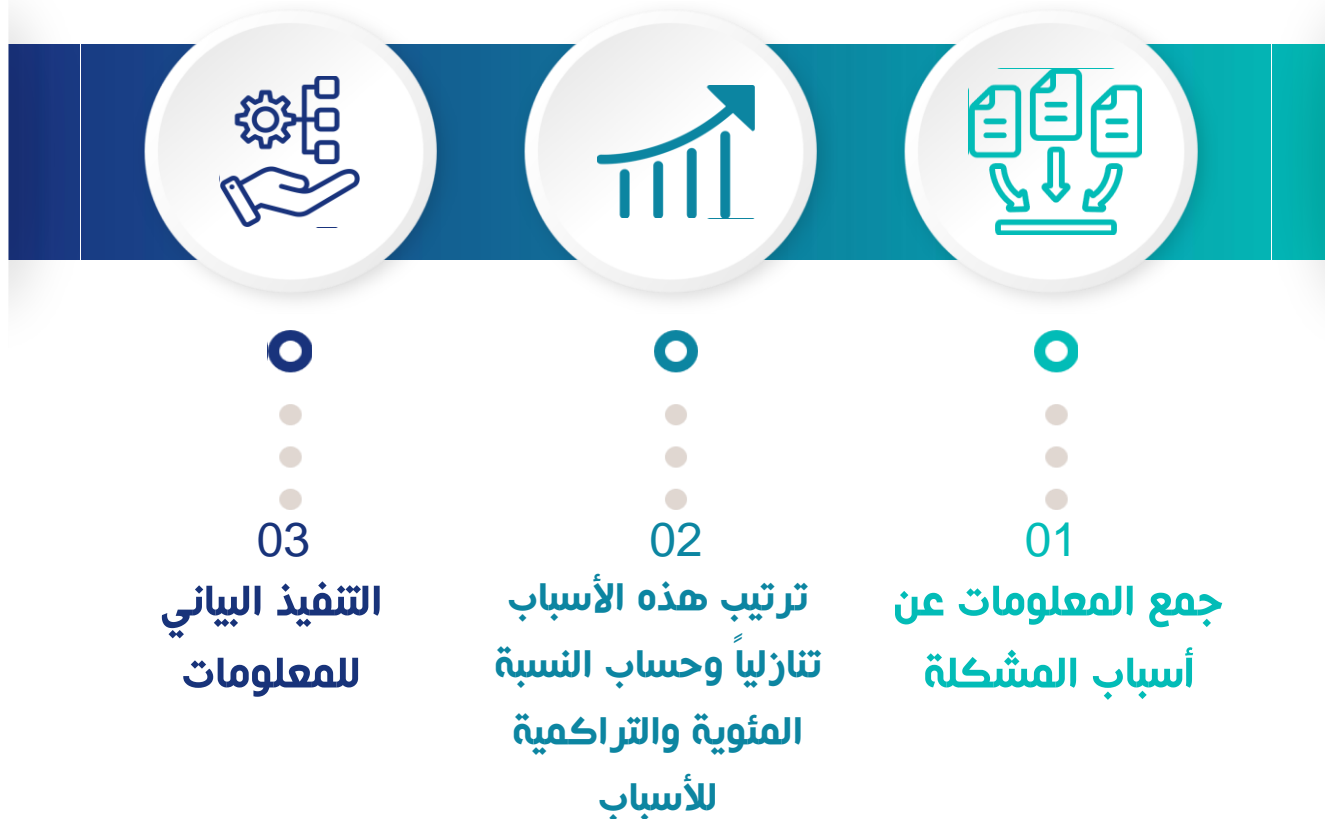 01
جمع المعلومات عن
أسباب المشكلة
02
ترتيب هذه الأسباب
تنازلياً وحساب النسبة
المئوية والتراكمية
للأسباب
03
التنفيذ البياني
للمعلومات